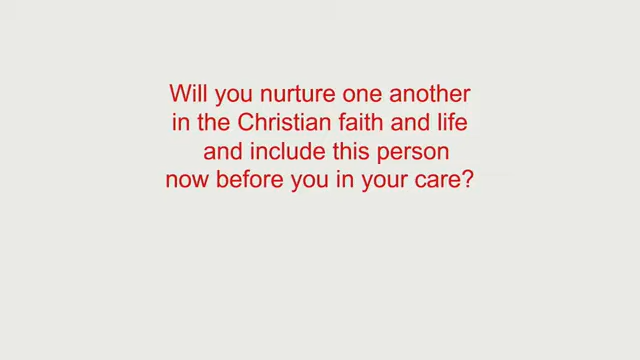 Will you nurture one another
in the Christian faith and life
and include this person
now before you in your care?